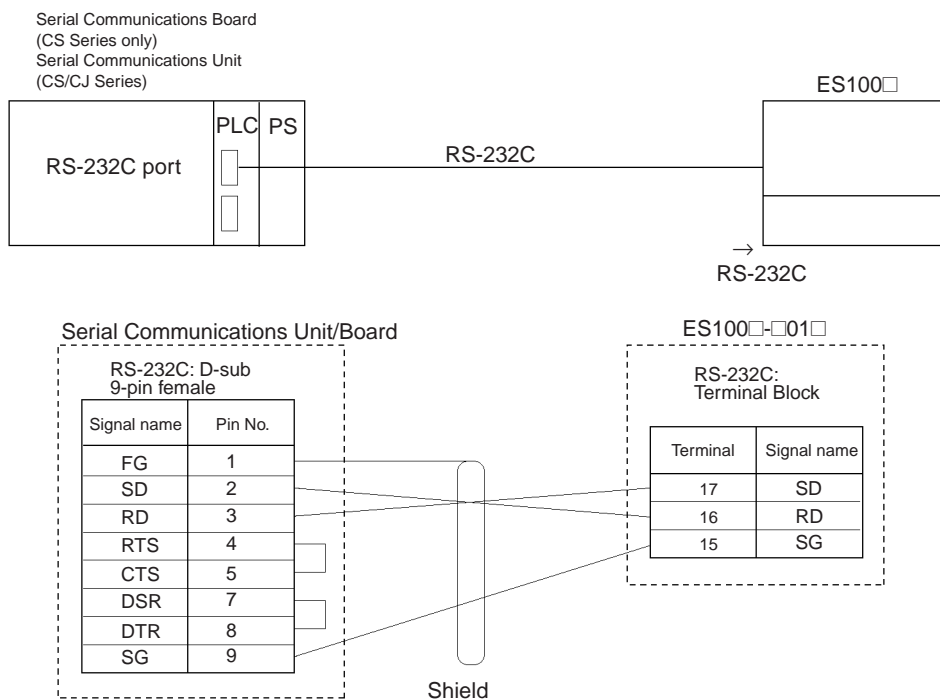 Serial Communications Board
(CS Series only)
Serial Communications Unit
(CS/CJ Series)
ES100□
PLC PS
RS-232C port
RS-232C
→
RS-232C
Serial Communications Unit/Board
ES100□-□01□
RS-232C: D-sub
9-pin female
Signal name Pin No.
FG 1
SD 2
RD 3
RTS 4
CTS 5
DSR 7
DTR 8
SG 9
RS-232C:
Terminal Block
Terminal Signal name
17 SD
16 RD
15 SG
Shield